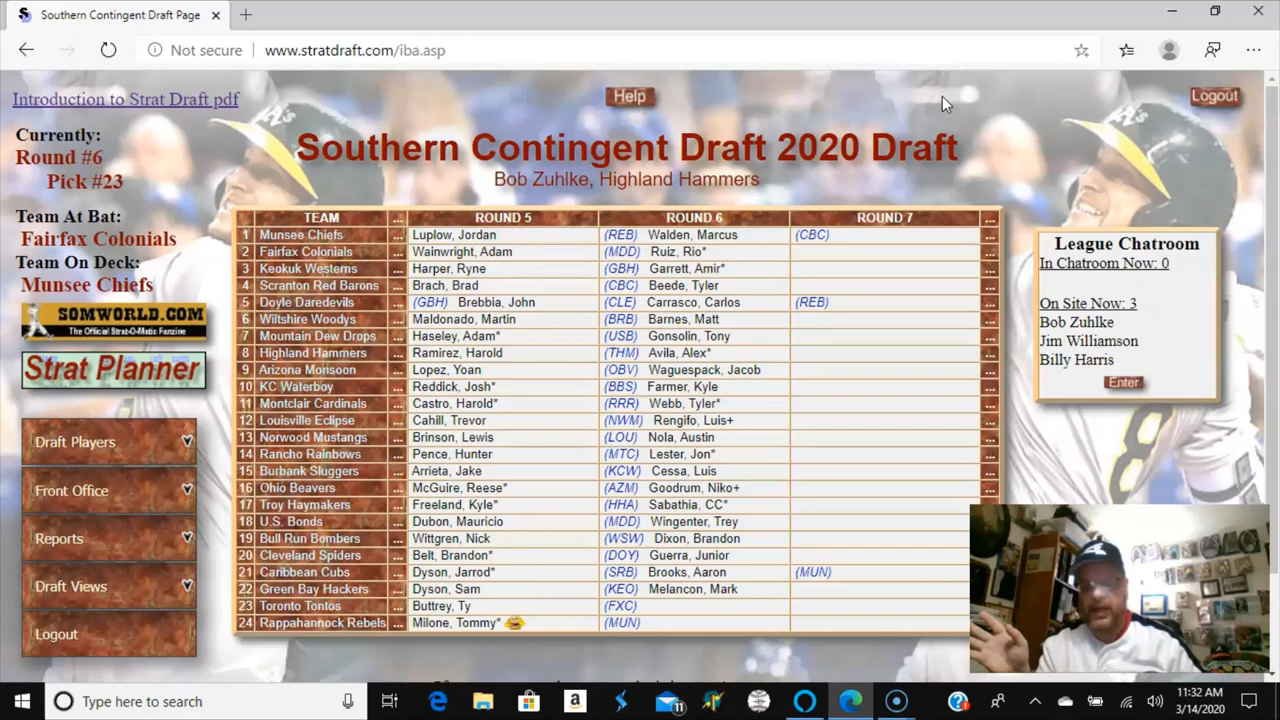 Southern Contingent Draft Page
Not secure www.stratdraft.com/iba.asp
Introduction to Strat Draft pdf
Help
Logout
Currently:
Round #6
Pick #23
Team At Bat:
Fairfax Colonials
Team On Deck:
Munsee Chiefs
SOMWORLD.COM
The Official Strat-O-Matic Fanzine
Strat Planner
Draft Players
Front Office
Reports
Draft Views
Logout
Southern Contingent Draft 2020 Draft
Bob Zuhlke, Highland Hammers
TEAM ... ROUND 5 ROUND 6 ROUND 7 ...
1 Munsee Chiefs ... Luplow, Jordan (REB) Walden, Marcus (CBC) ...
2 Fairfax Colonials ... Wainwright, Adam (MDD) Ruiz, Rio* ...
3 Keokuk Westerns ... Harper, Ryne (GBH) Garrett, Amir* ...
4 Scranton Red Barons ... Brach, Brad (CBC) Beede, Tyler ...
5 Doyle Daredevils ... (GBH) Brebbia, John (CLE) Carrasco, Carlos (REB) ...
6 Wiltshire Woodys ... Maldonado, Martin (BRB) Barnes, Matt ...
7 Mountain Dew Drops ... Haseley, Adam* (USB) Gonsolin, Tony ...
8 Highland Hammers ... Ramirez, Harold (THM) Avila, Alex* ...
9 Arizona Monsoon ... Lopez, Yoan (OBV) Waguespack, Jacob ...
10 KC Waterboy ... Reddick, Josh* (BBS) Farmer, Kyle ...
11 Montclair Cardinals ... Castro, Harold* (RRR) Webb, Tyler* ...
12 Louisville Eclipse ... Cahill, Trevor (NWM) Rengifo, Luis+ ...
13 Norwood Mustangs ... Brinson, Lewis (LOU) Nola, Austin ...
14 Rancho Rainbows ... Pence, Hunter (MTC) Lester, Jon* ...
15 Burbank Sluggers ... Arrieta, Jake (KCW) Cessa, Luis ...
16 Ohio Beavers ... McGuire, Reese* (AZM) Goodrum, Niko+ ...
17 Troy Haymakers ... Freeland, Kyle* (HHA) Sabathia, CC*
18 U.S. Bonds ... Dubon, Mauricio (MDD) Wingenter, Trey
19 Bull Run Bombers ... Wittgren, Nick (WSW) Dixon, Brandon
20 Cleveland Spiders ... Belt, Brandon* (DOY) Guerra, Junior
21 Caribbean Cubs ... Dyson, Jarrod* (SRB) Brooks, Aaron (MUN)
22 Green Bay Hackers ... Dyson, Sam (KEO) Melancon, Mark
23 Toronto Tontos ... Buttrey, Ty (FXC)
24 Rappahannock Rebels ... Milone, Tommy* (MUN)
League Chatroom
In Chatroom Now: 0
On Site Now: 3
Bob Zuhlke
Jim Williamson
Billy Harris
Enter
Type here to search
11
11:32 AM
3/14/2020